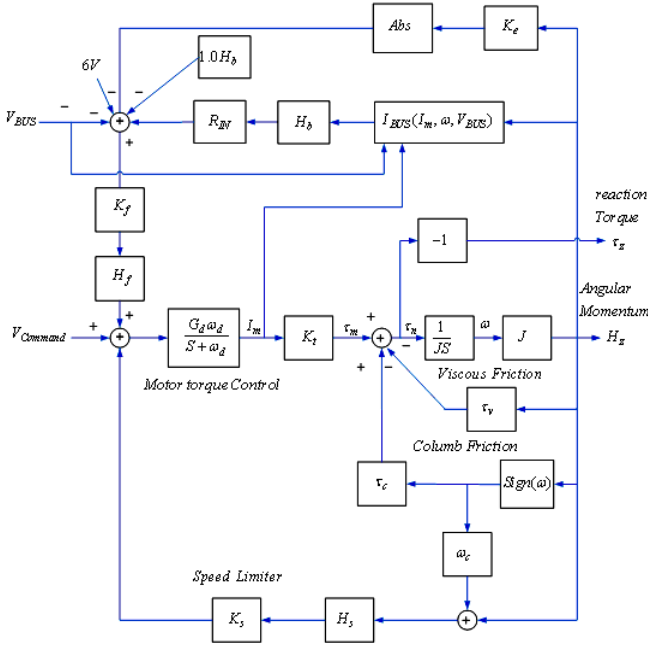 Abs
K_e
6V
1.0H_b
− −
V_BUS − −
+
R_IN
H_b
I_BUS(I_m, ω, V_BUS)
+
K_f
reaction
Torque
−1
τ_z
H_f
Angular
Momentum
V_Command + + +
G_d ω_d
S + ω_d
I_m
K_t
τ_m + + τ_n −
1
JS
ω
J
H_z
Motor torque Control
Viscous Friction
+ −
τ_v
Columb Friction
τ_c
Sign(ω)
ω_c
Speed Limiter
K_s
H_s
+